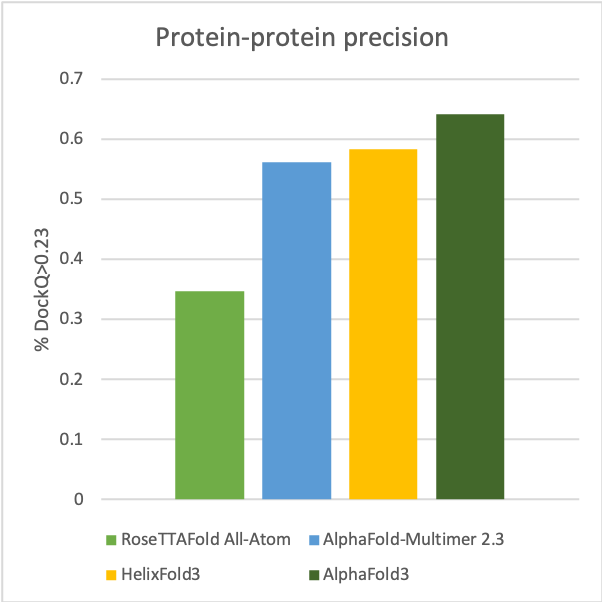 Protein-protein precision
0.7
0.6
0.5
0.4
0.3
0.2
0.1
0
% DockQ>0.23
RoseTTAFold All-Atom
AlphaFold-Multimer 2.3
HelixFold3
AlphaFold3